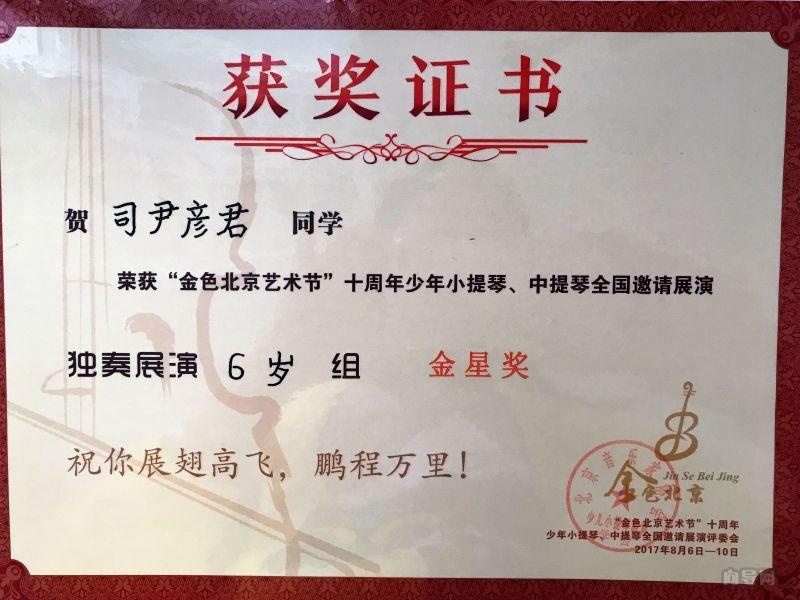 获奖证书
贺 司尹彦君 同学
荣获“金色北京艺术节”十周年少年小提琴、中提琴全国邀请展演
独奏展演 6 岁 组 金星奖
祝你展翅高飞，鹏程万里！
Jin Se Bei Jing
金色北京
“金色北京艺术节”十周年
少年小提琴、中提琴全国邀请展演评委会
2017年8月6日—10日
向导网